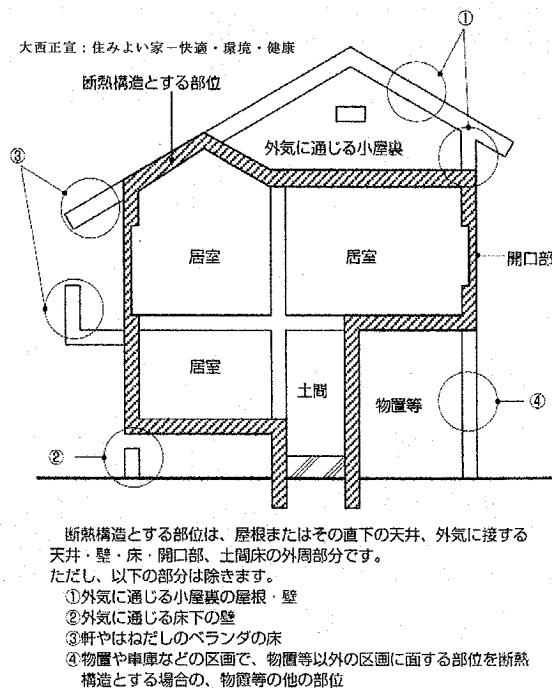 大西正宣：住みよい家－快適・環境・健康
断熱構造とする部位
①
外気に通じる小屋裏
③
居室
居室
開口部
居室
土間
物置等
④
②
断熱構造とする部位は、屋根またはその直下の天井、外気に接する
天井・壁・床・開口部、土間床の外周部分です。
ただし、以下の部分は除きます。
①外気に通じる小屋裏の屋根・壁
②外気に通じる床下の壁
③軒やはねだしのベランダの床
④物置や車庫などの区画で、物置等以外の区画に面する部位を断熱
構造とする場合の、物置等の他の部位